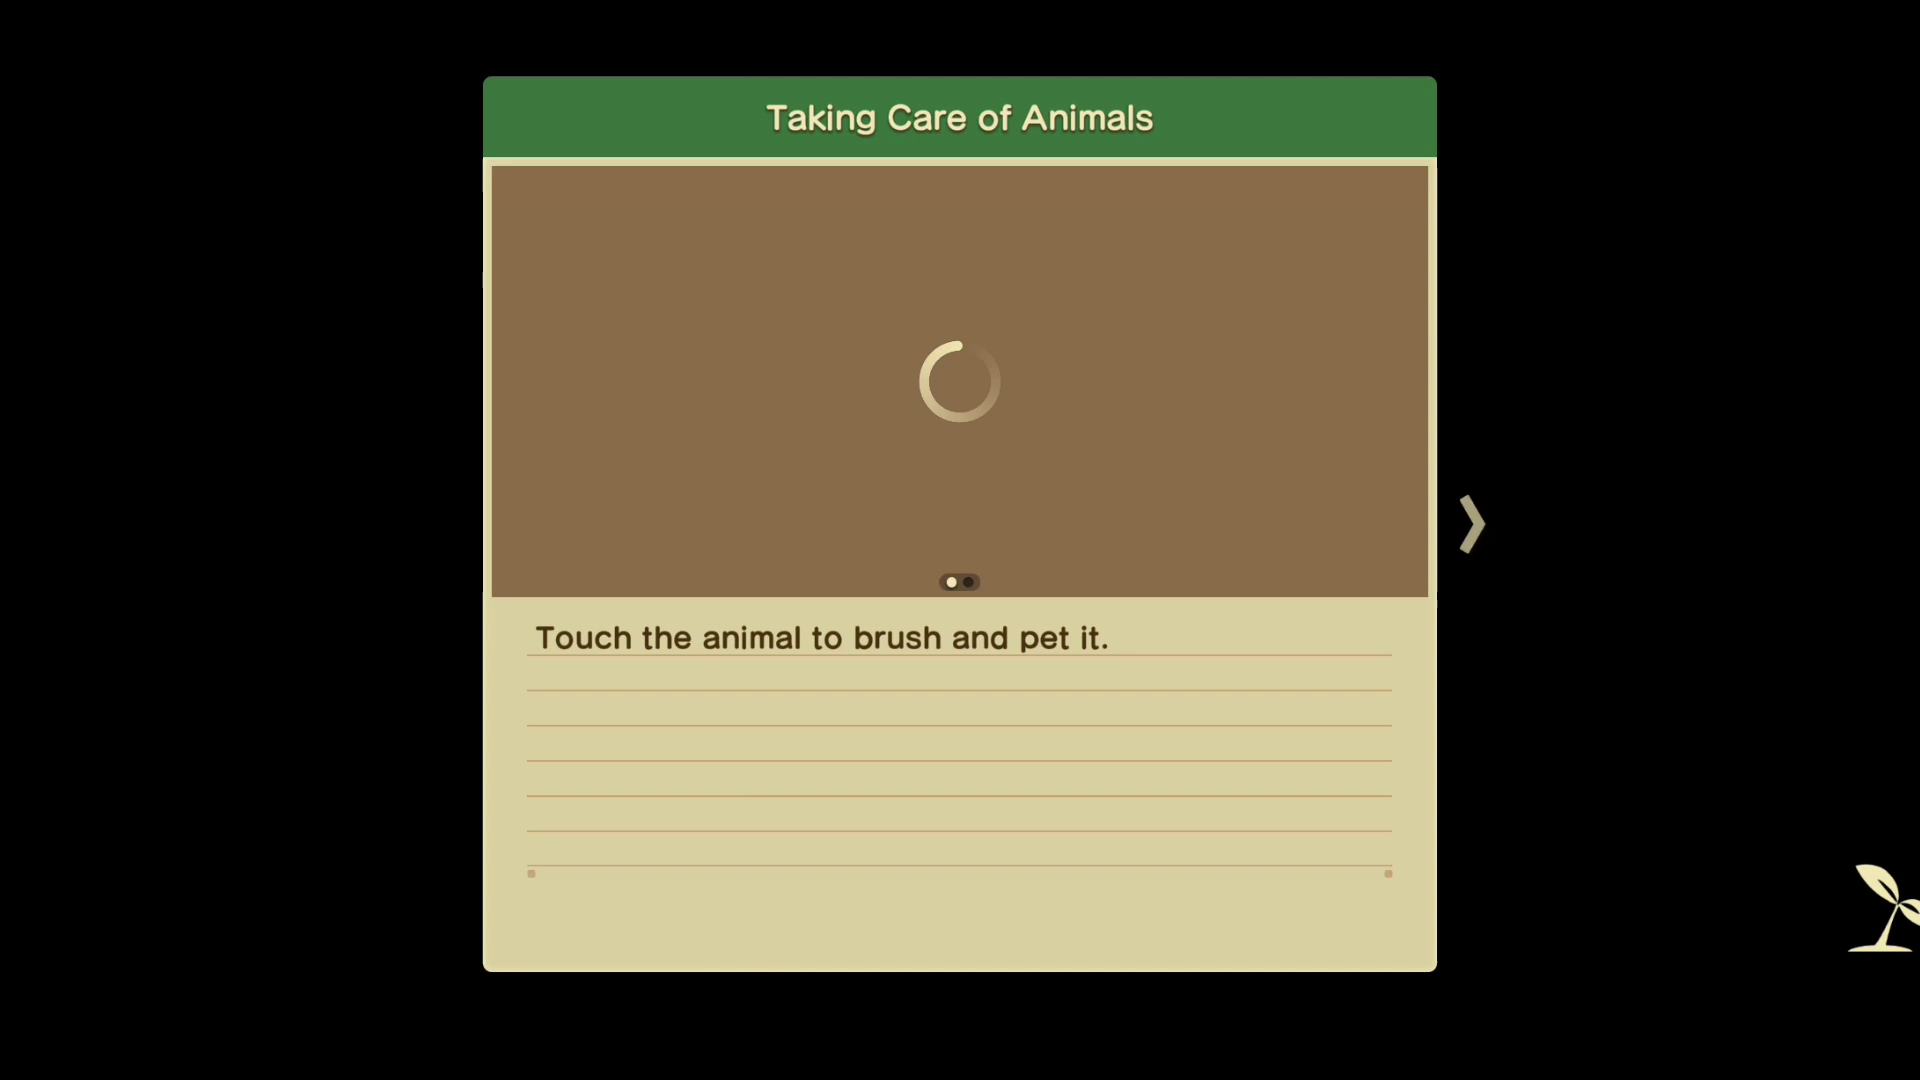 Taking Care of Animals
Touch the animal to brush and pet it.